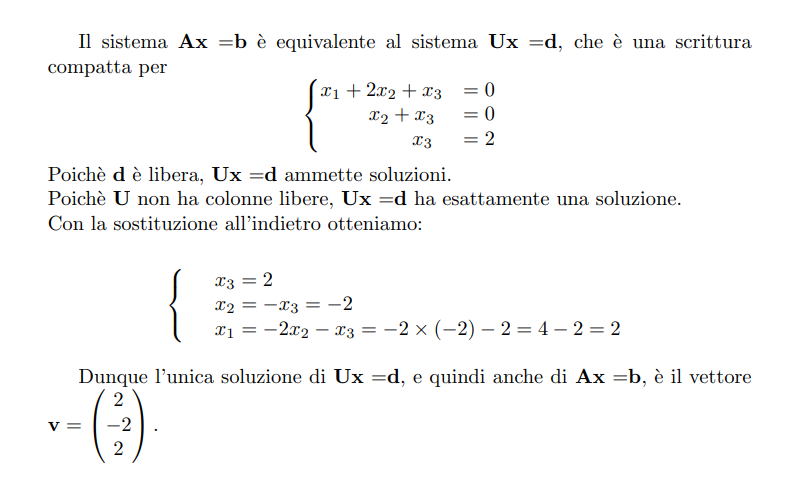 Il sistema Ax =b è equivalente al sistema Ux =d, che è una scrittura
compatta per
x₁ + 2x₂ + x₃ = 0
x₂ + x₃ = 0
x₃ = 2
Poichè d è libera, Ux =d ammette soluzioni.
Poichè U non ha colonne libere, Ux =d ha esattamente una soluzione.
Con la sostituzione all'indietro otteniamo:
x₃ = 2
x₂ = −x₃ = −2
x₁ = −2x₂ − x₃ = −2 × (−2) − 2 = 4 − 2 = 2
Dunque l'unica soluzione di Ux =d, e quindi anche di Ax =b, è il vettore
v = (2 −2 2) .